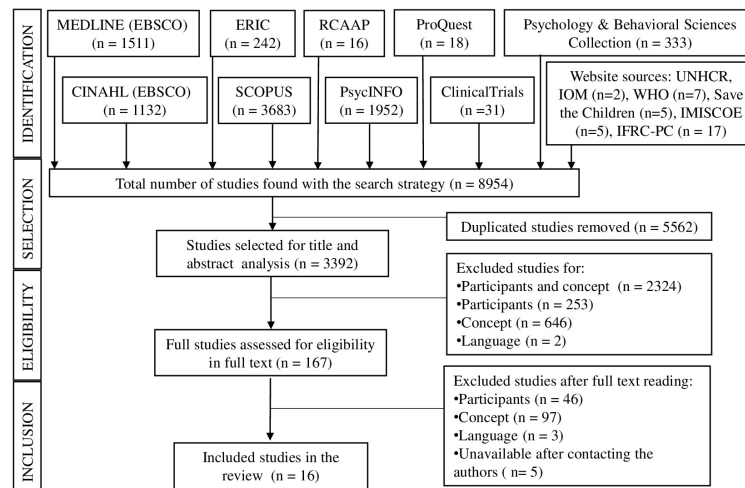 IDENTIFICATION
MEDLINE (EBSCO)
(n = 1511)
ERIC
(n = 242)
RCAAP
(n = 16)
ProQuest
(n = 18)
Psychology & Behavioral Sciences
Collection (n = 333)
CINAHL (EBSCO)
(n = 1132)
SCOPUS
(n = 3683)
PsycINFO
(n = 1952)
ClinicalTrials
(n =31)
Website sources: UNHCR,
IOM (n=2), WHO (n=7), Save
the Children (n=5), IMISCOE
(n=5), IFRC-PC (n = 17)
SELECTION
Total number of studies found with the search strategy (n = 8954)
Duplicated studies removed (n = 5562)
Studies selected for title and
abstract analysis (n = 3392)
ELIGIBILITY
Excluded studies for:
•Participants and concept (n = 2324)
•Participants (n = 253)
•Concept (n = 646)
•Language (n = 2)
Full studies assessed for eligibility
in full text (n = 167)
INCLUSION
Excluded studies after full text reading:
•Participants (n = 46)
•Concept (n = 97)
•Language (n = 3)
•Unavailable after contacting the
authors ( n= 5)
Included studies in the
review (n = 16)